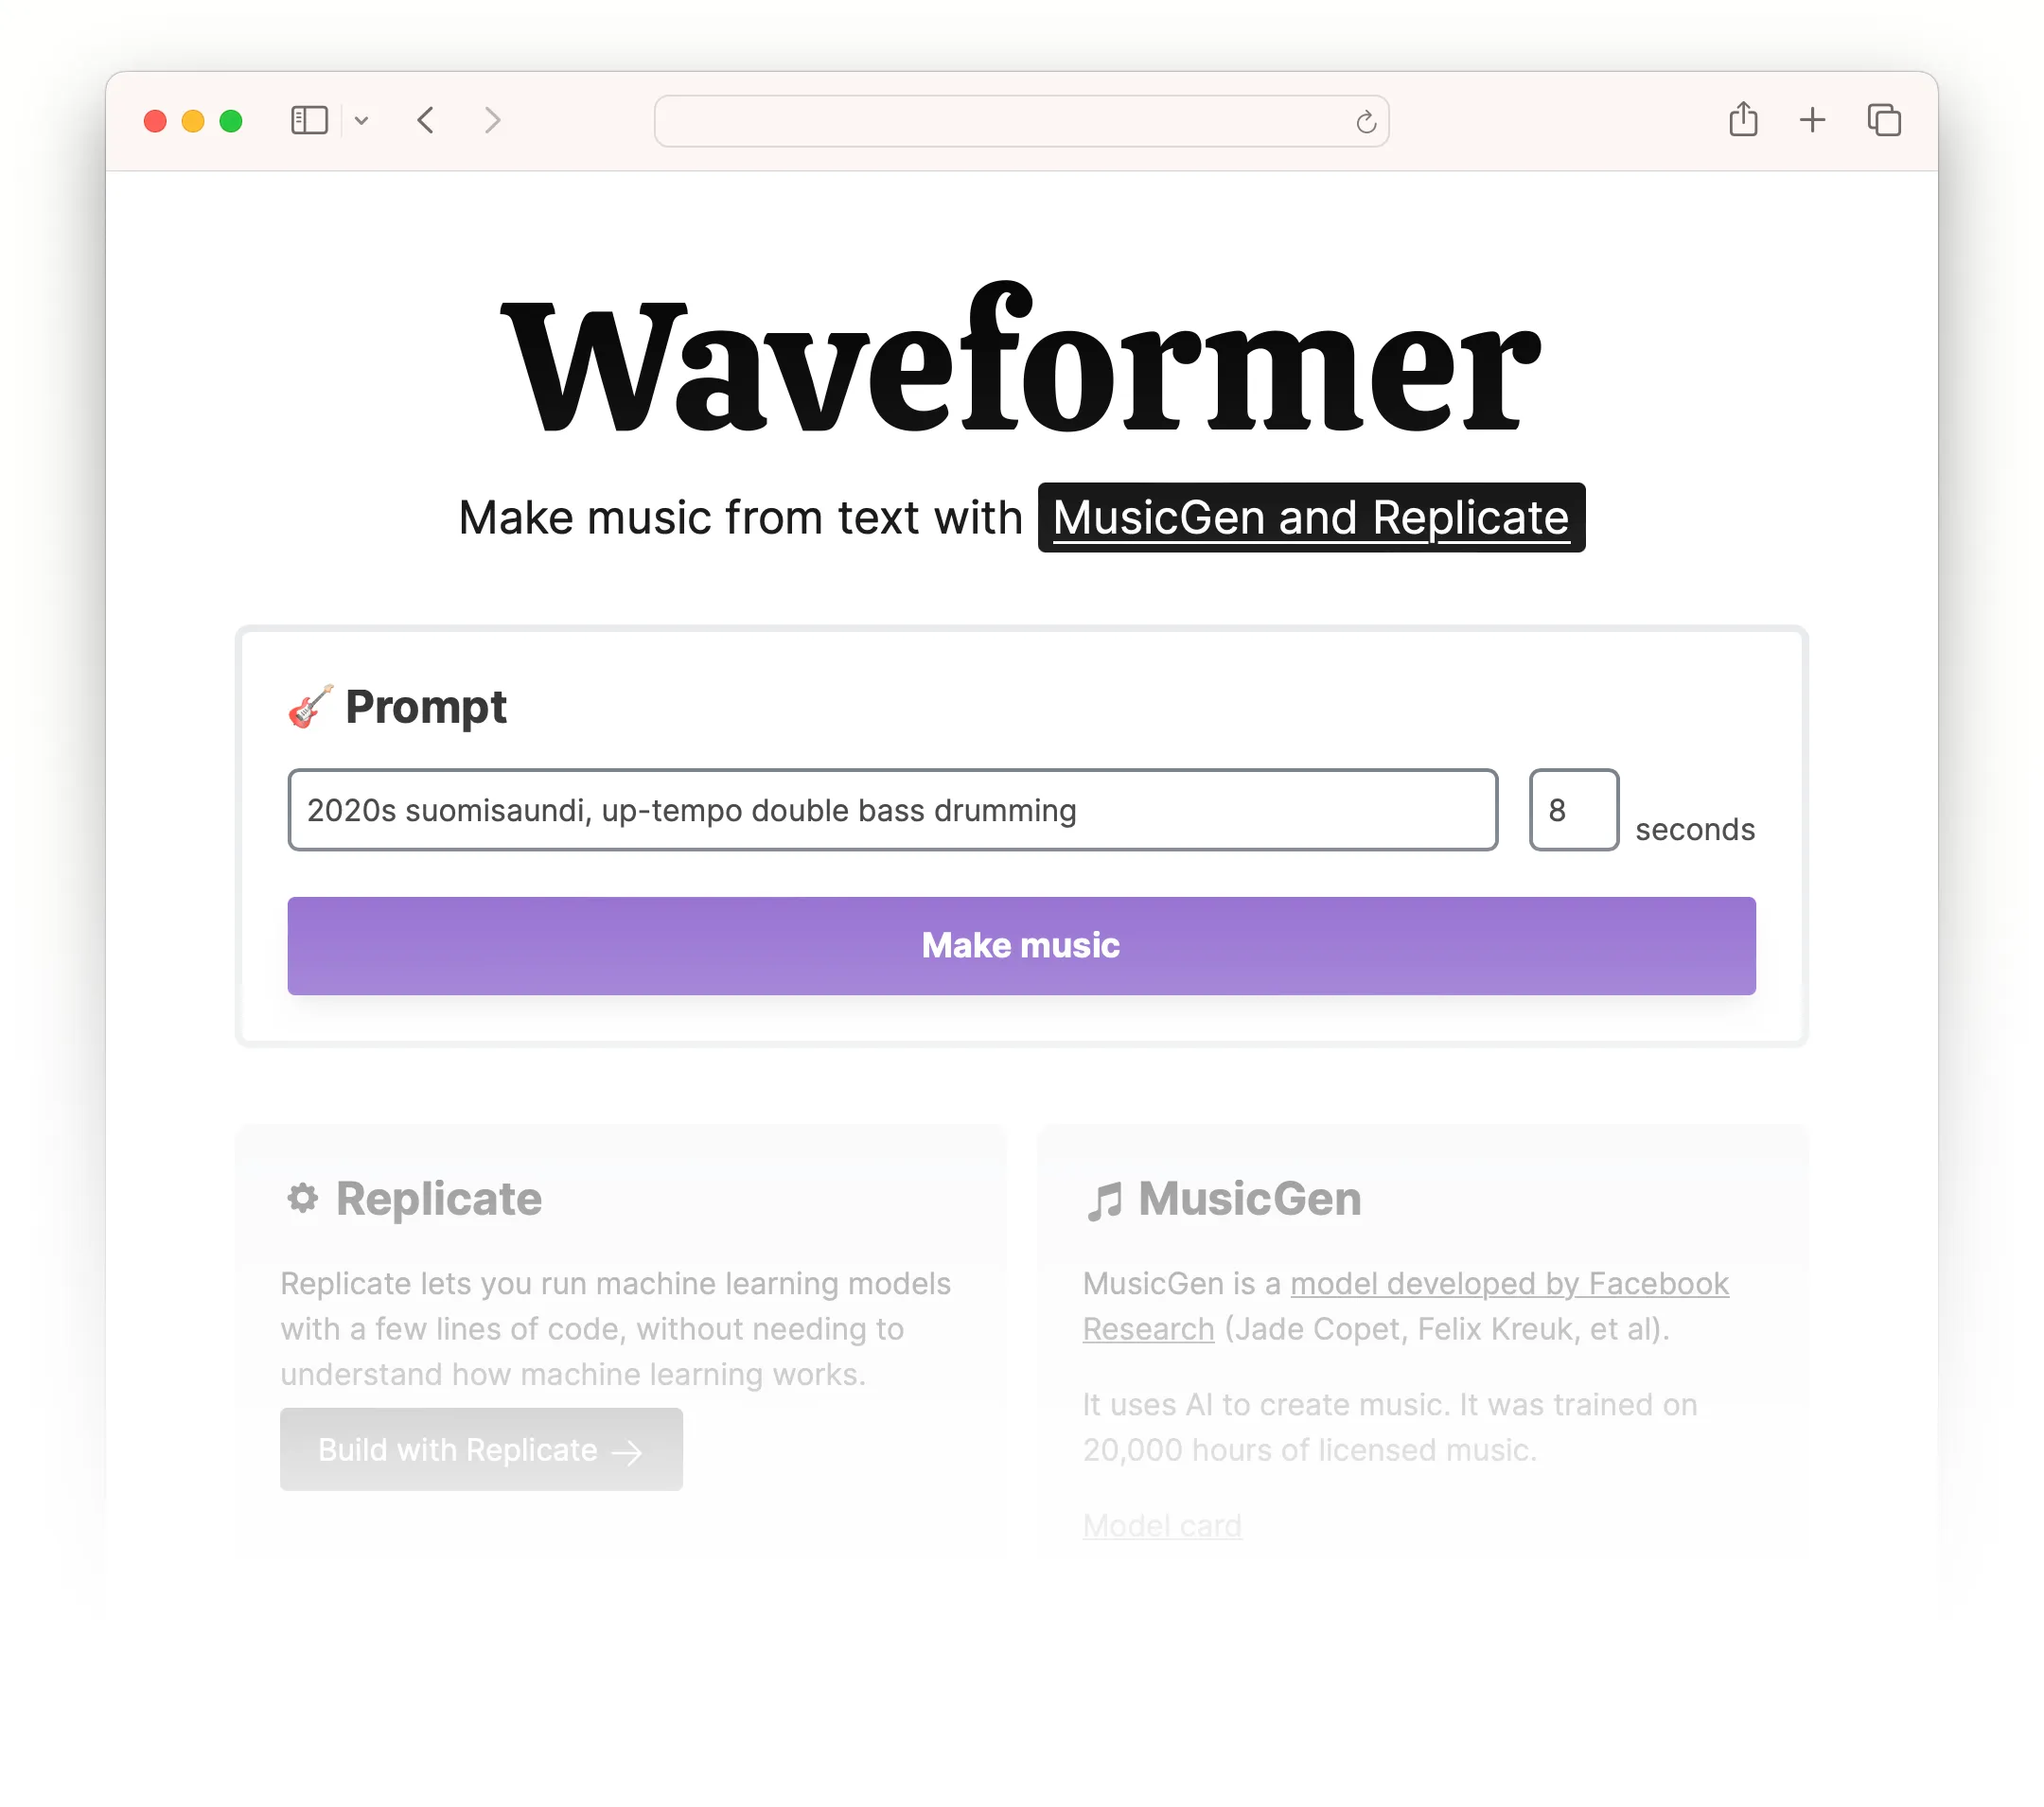 Waveformer
Make music from text with MusicGen and Replicate
🎸 Prompt
2020s suomisaundi, up-tempo double bass drumming
8
seconds
Make music
Replicate
Replicate lets you run machine learning models
with a few lines of code, without needing to
understand how machine learning works.
Build with Replicate →
MusicGen
MusicGen is a model developed by Facebook
Research (Jade Copet, Felix Kreuk, et al).
It uses AI to create music. It was trained on
20,000 hours of licensed music.
Model card